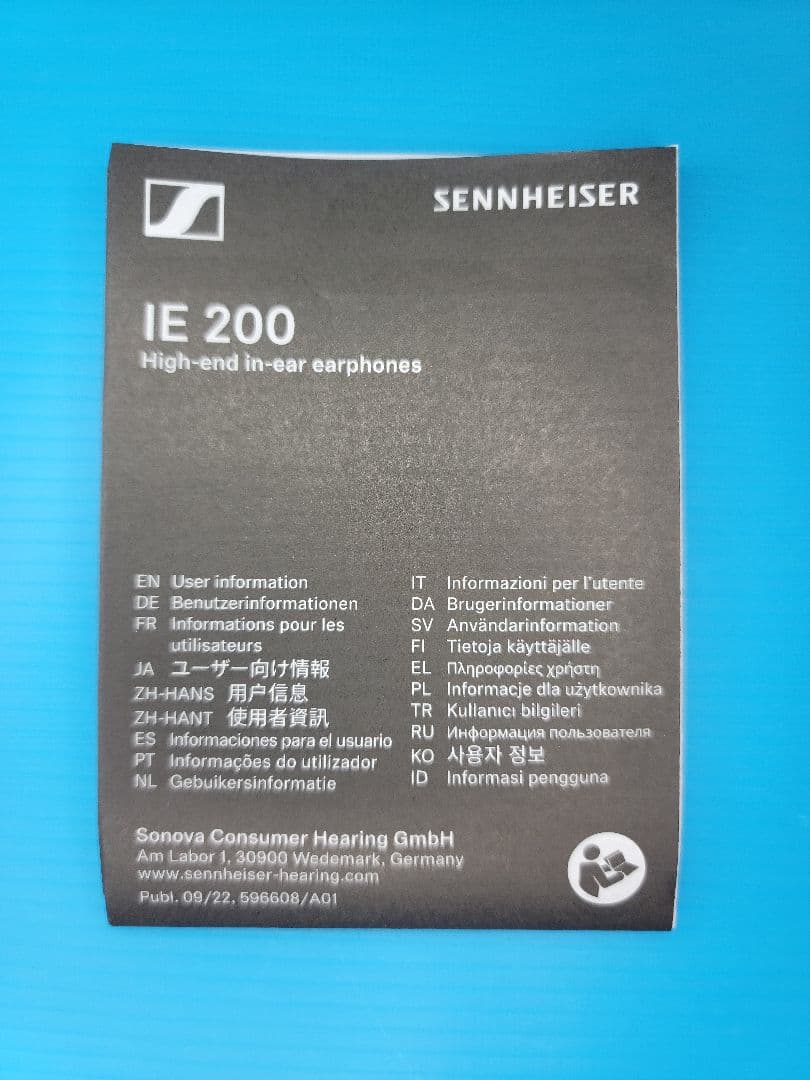 SENNHEISER
IE 200
High-end in-ear earphones
EN User information
DE Benutzerinformationen
FR Informations pour les
utilisateurs
JA ユーザー向け情報
ZH-HANS 用户信息
ZH-HANT 使用者資訊
ES Informaciones para el usuario
PT Informações do utilizador
NL Gebuikersinformatie
IT Informazioni per l'utente
DA Brugerinformationer
SV Användarinformation
FI Tietoja käyttäjälle
EL Πληροφορίες χρήστη
PL Informacje dla użytkownika
TR Kullanıcı bilgileri
RU Информация пользователя
KO 사용자 정보
ID Informasi pengguna
Sonova Consumer Hearing GmbH
Am Labor 1, 30900 Wedemark, Germany
www.sennheiser-hearing.com
Publ. 09/22, 596608/A01